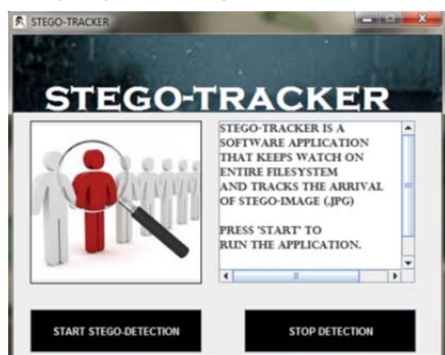 STEGO-TRACKER
STEGO-TRACKER
STEGO-TRACKER IS A
SOFTWARE APPLICATION
THAT KEEPS WATCH ON
ENTIRE FILESYSTEM
AND TRACKS THE ARRIVAL
OF STEGO-IMAGE (.JPG)
PRESS 'START' TO
RUN THE APPLICATION.
START STEGO-DETECTION
STOP DETECTION